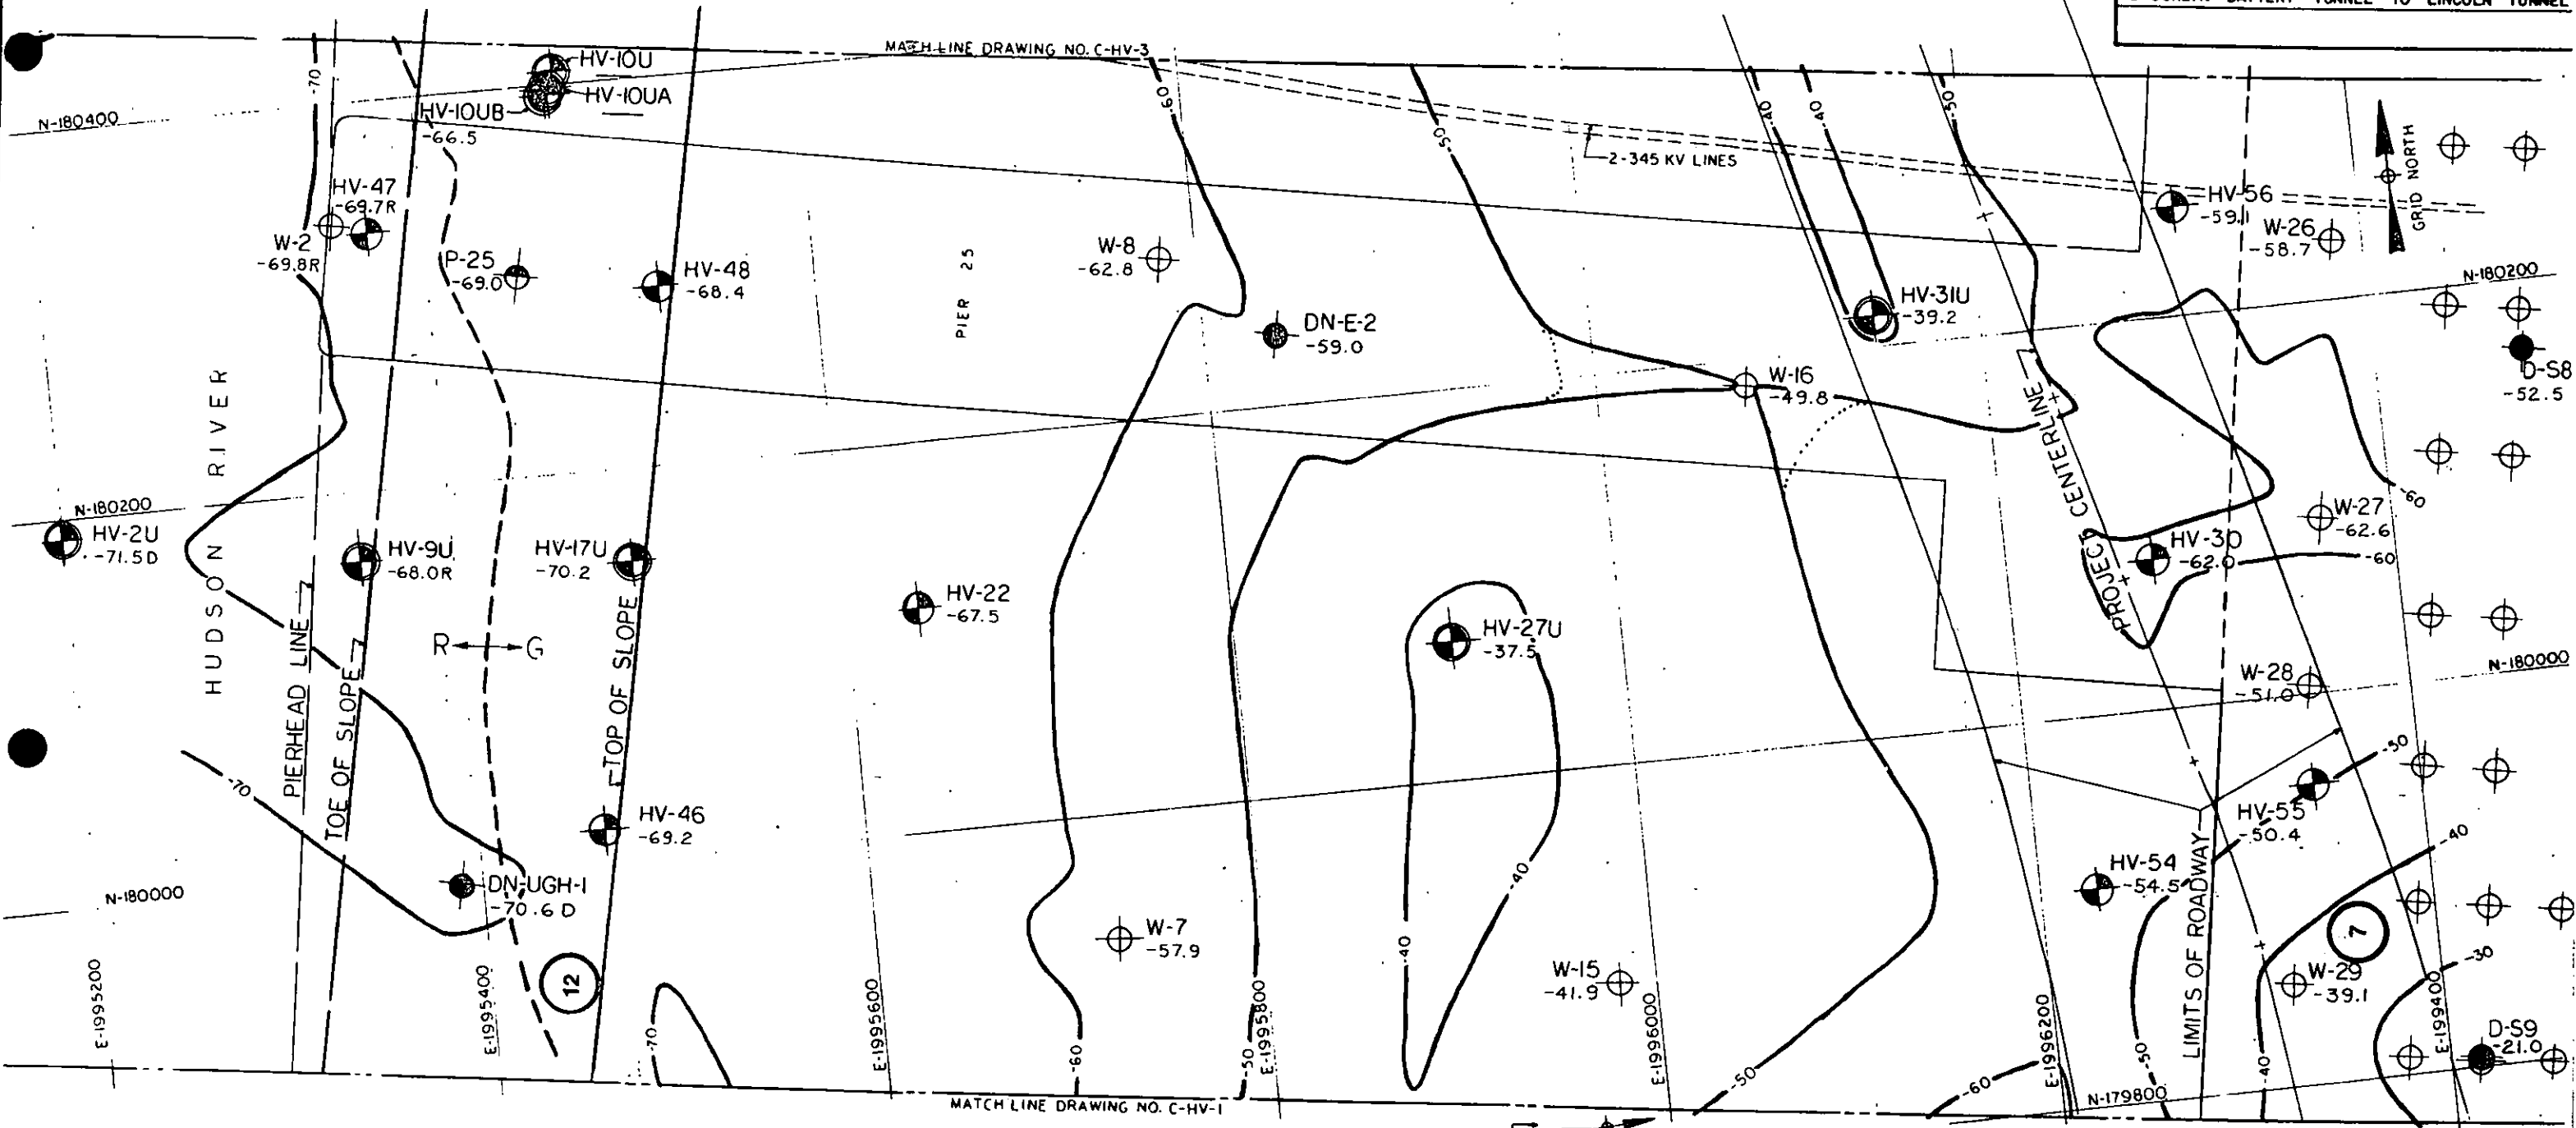 BATTERY TUNNEL TO LINCOLN TUNNEL
MATCH LINE DRAWING NO. C-HV-3
-70
HV-10U
HV-10UA
HV-10UB
-66.5
N-180400
-60
-50
-40
-40
-50
2-345 KV LINES
GRID NORTH
HV-47
-69.7R
W-2
-69.8R
P-25
-69.0
HV-48
-68.4
PIER 25
W-8
-62.8
DN-E-2
-59.0
HV-31U
-39.2
HV-56
-59.1
W-26
-58.7
N-180200
W-16
-49.8
D-S8
-52.5
HUDSON RIVER
N-180200
HV-2U
-71.5D
HV-9U
-68.0R
HV-17U
-70.2
HV-22
-67.5
HV-27U
-37.5
PROJECT CENTERLINE
HV-30
-62.0
W-27
-62.6
-60
-60
R
G
PIERHEAD LINE
TOE OF SLOPE
TOP OF SLOPE
N-180000
W-28
-51.0
-70
HV-46
-69.2
DN-UGH-1
-70.6 D
N-180000
-40
-40
W-7
-57.9
W-15
-41.9
HV-54
-54.5
HV-55
-50.4
-50
-40
LIMITS OF ROADWAY
7
W-29
-39.1
-30
D-S9
-21.0
12
E-1995200
E-1995400
E-1995600
E-1995800
E-1996000
E-1996200
E-199400
-70
-60
-50
-50
-60
-50
-40
N-179800
MATCH LINE DRAWING NO. C-HV-1